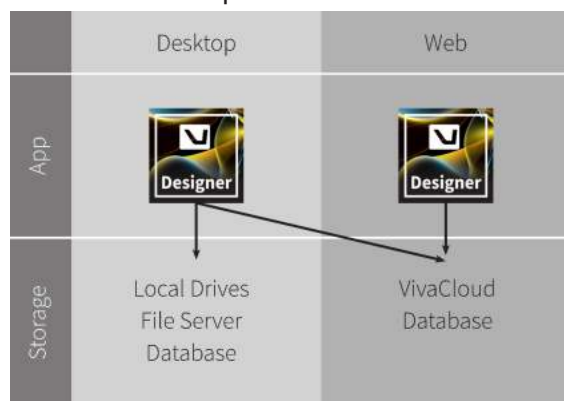 Desktop
Web
App
V
Designer
V
Designer
Storage
Local Drives
File Server
Database
VivaCloud
Database